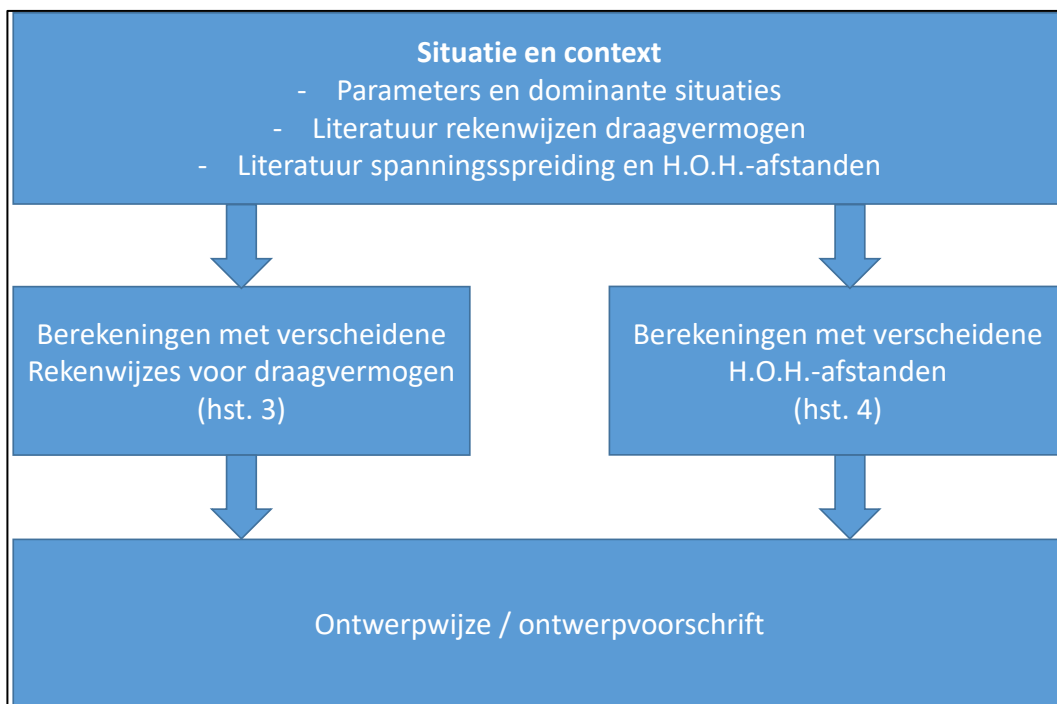 Situatie en context
- Parameters en dominante situaties
- Literatuur rekenwijzen draagvermogen
- Literatuur spanningsspreiding en H.O.H.-afstanden
Berekeningen met verscheidene
Rekenwijzes voor draagvermogen
(hst. 3)
Berekeningen met verscheidene
H.O.H.-afstanden
(hst. 4)
Ontwerpwijze / ontwerpvoorschrift